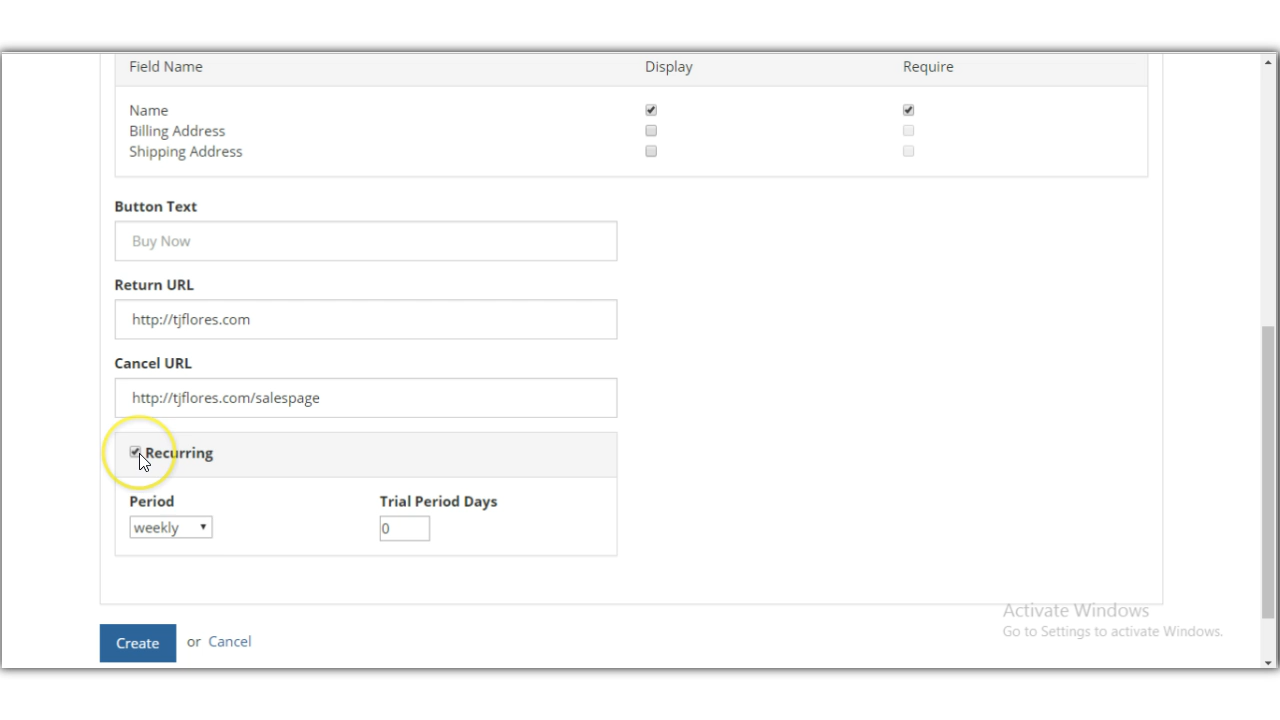 Field Name Display Require
Name
Billing Address
Shipping Address
Button Text
Buy Now
Return URL
http://tjflores.com
Cancel URL
http://tjflores.com/salespage
Recurring
Period Trial Period Days
weekly 0
Activate Windows
Go to Settings to activate Windows.
Create or Cancel